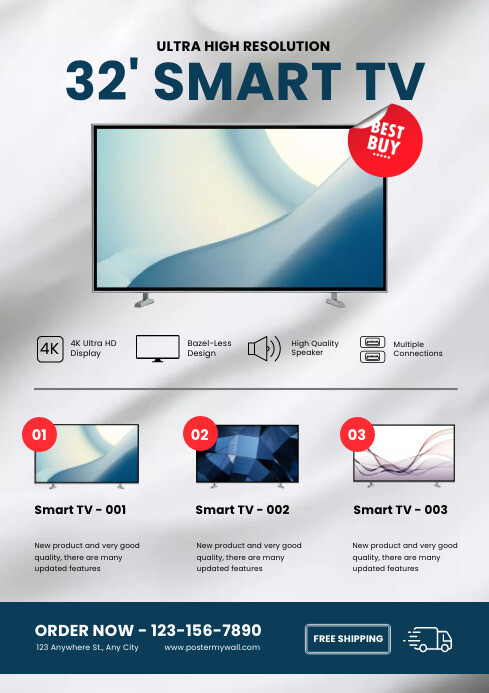 ULTRA HIGH RESOLUTION
32' SMART TV
BEST
BUY
4K
4K Ultra HD
Display
Bazel-Less
Design
High Quality
Speaker
Multiple
Connections
01
02
03
Smart TV - 001
Smart TV - 002
Smart TV - 003
New product and very good
quality, there are many
updated features
New product and very good
quality, there are many
updated features
New product and very good
quality, there are many
updated features
ORDER NOW - 123-156-7890
123 Anywhere St., Any City
www.postermywall.com
FREE SHIPPING